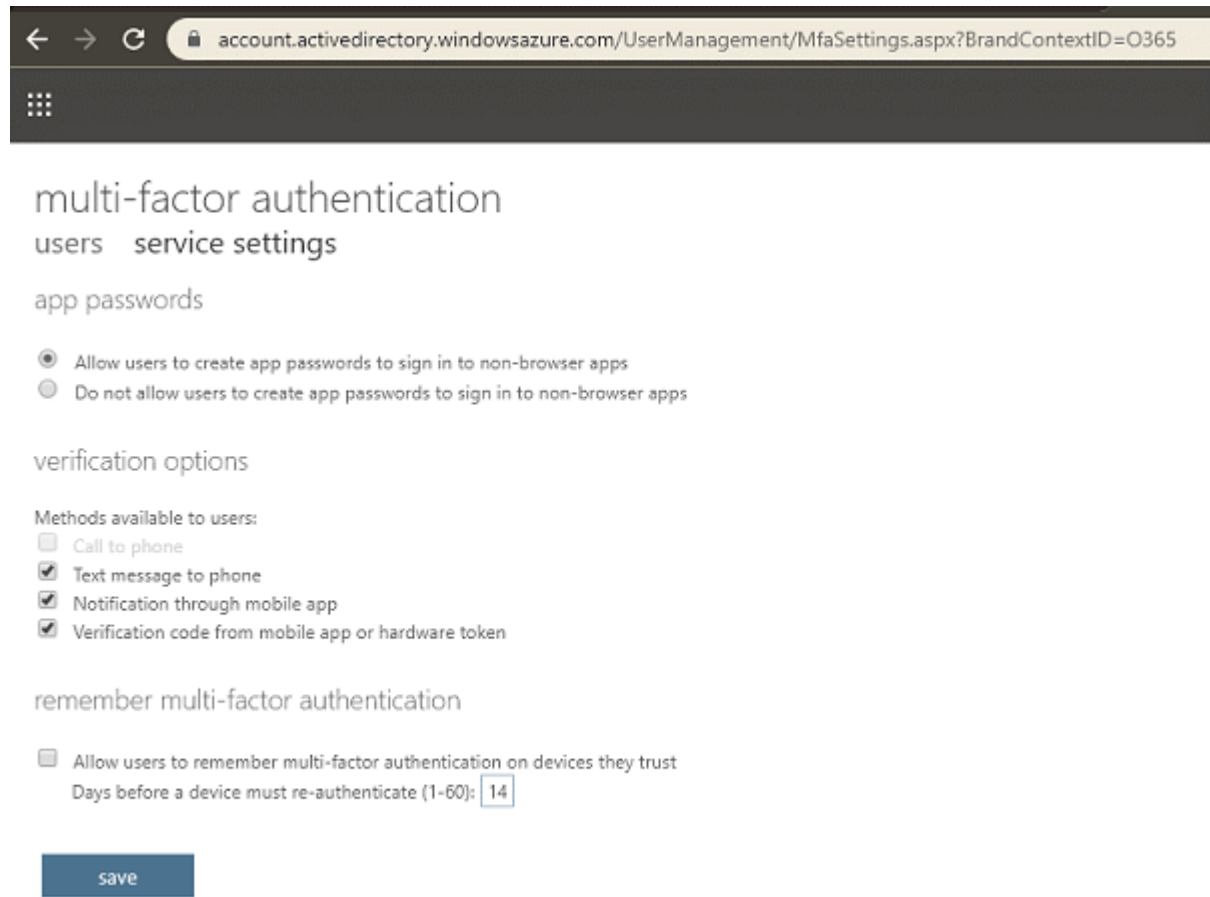 account.activedirectory.windowsazure.com/UserManagement/MfaSettings.aspx?BrandContextID=O365
multi-factor authentication
users service settings
app passwords
Allow users to create app passwords to sign in to non-browser apps
Do not allow users to create app passwords to sign in to non-browser apps
verification options
Methods available to users:
Call to phone
Text message to phone
Notification through mobile app
Verification code from mobile app or hardware token
remember multi-factor authentication
Allow users to remember multi-factor authentication on devices they trust
Days before a device must re-authenticate (1-60): 14
save